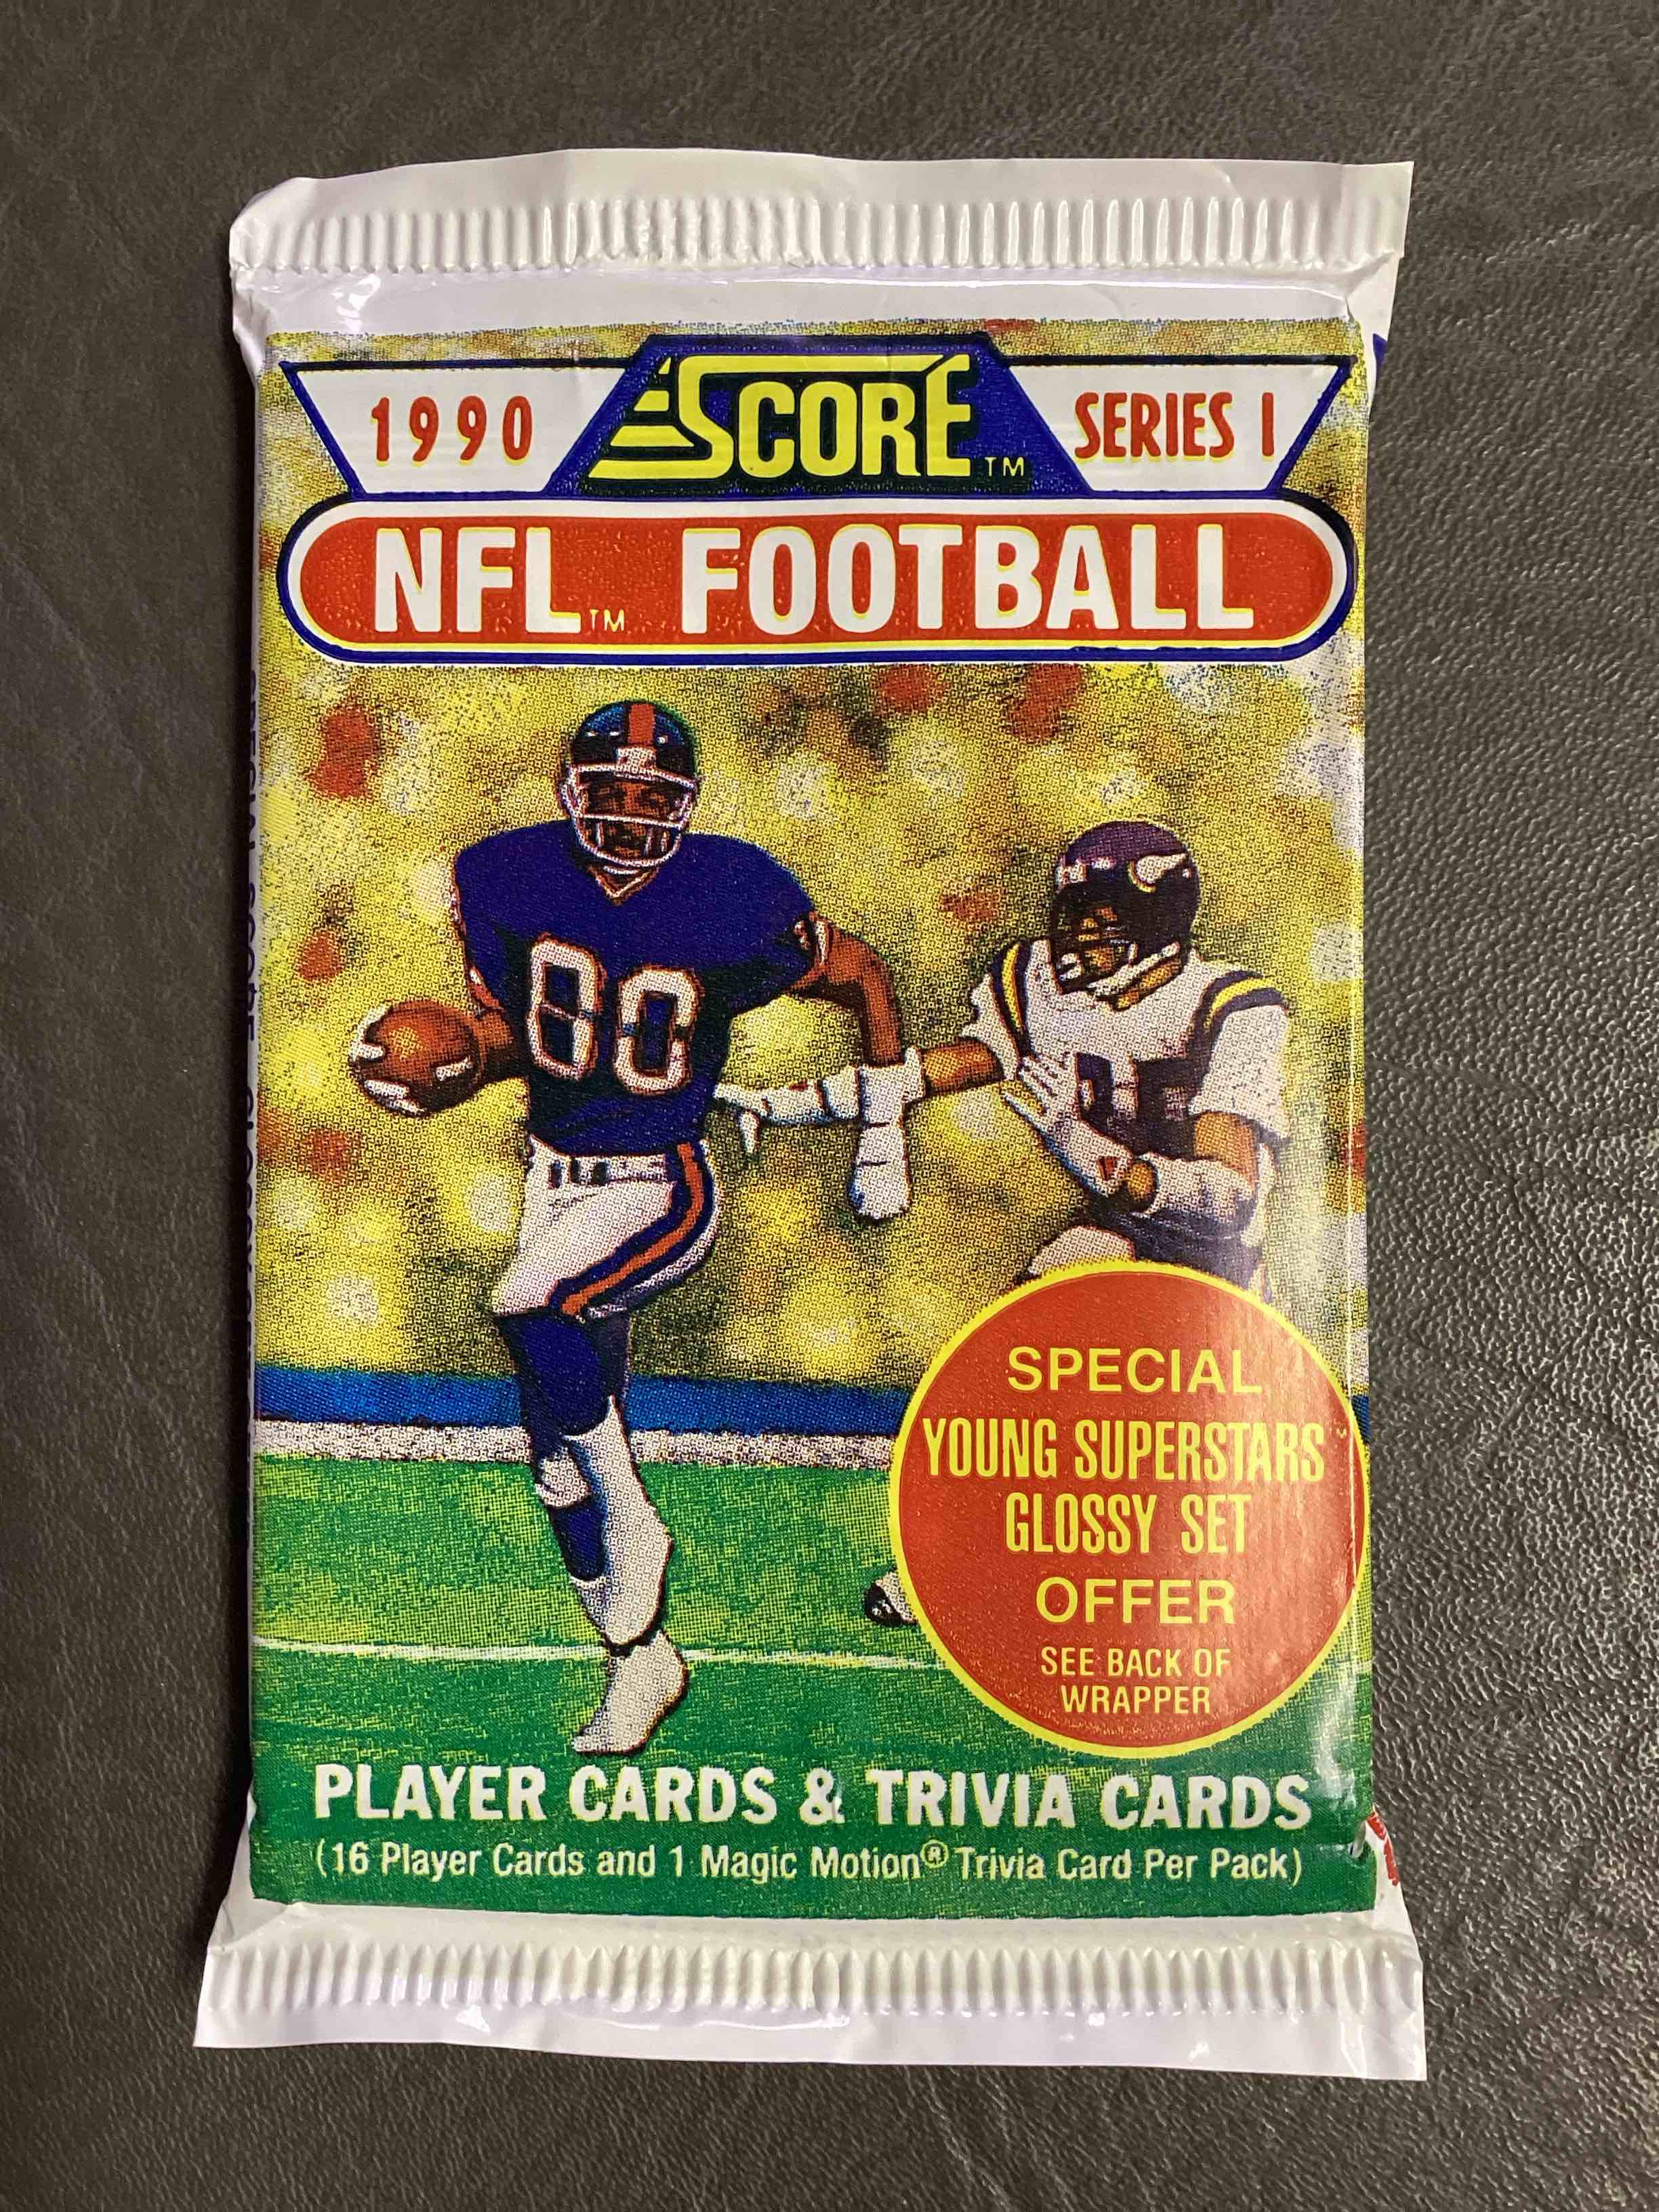 1990 SCORE™ SERIES I
NFL™ FOOTBALL
80
SPECIAL
YOUNG SUPERSTARS™
GLOSSY SET
OFFER
SEE BACK OF
WRAPPER
PLAYER CARDS & TRIVIA CARDS
(16 Player Cards and 1 Magic Motion® Trivia Card Per Pack)